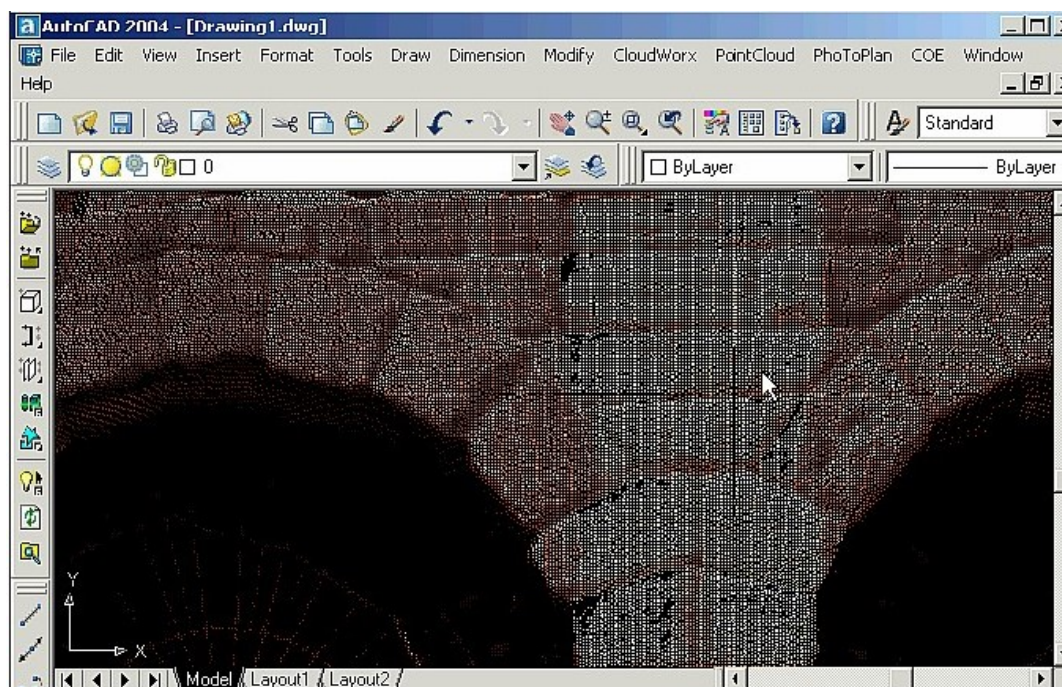 a AutoCAD 2004 - [Drawing1.dwg]
File Edit View Insert Format Tools Draw Dimension Modify CloudWorx PointCloud PhoToPlan COE Window
Help
Standard
0 ByLayer ByLayer
Y
X
Model Layout1 Layout2